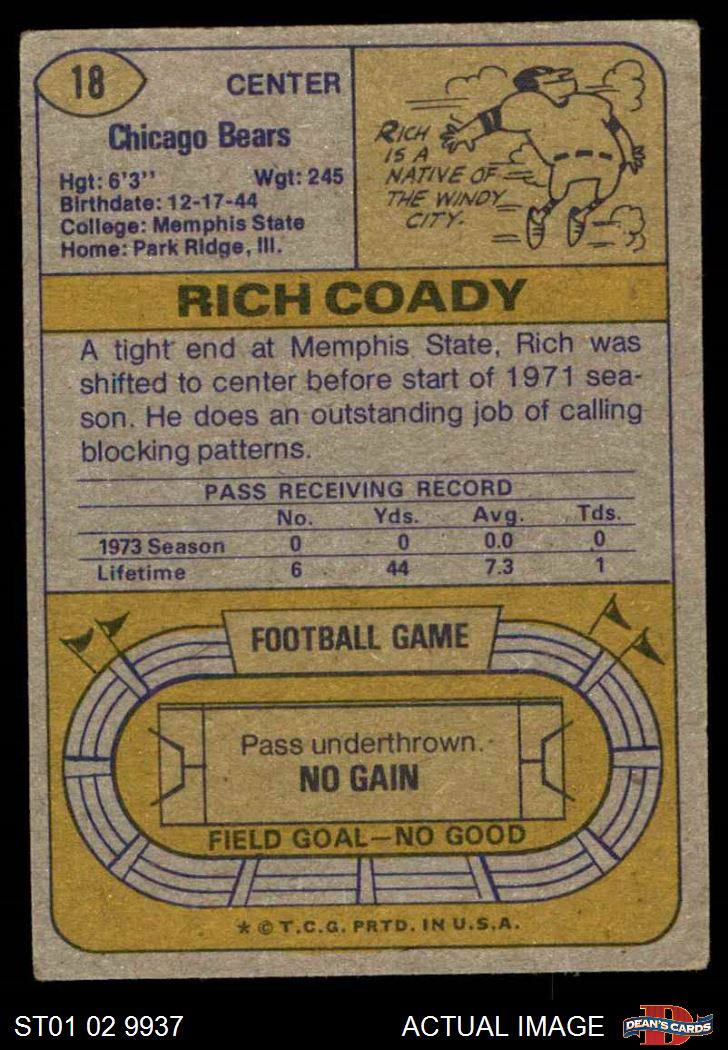 18
CENTER
Chicago Bears
Hgt: 6'3'' Wgt: 245
Birthdate: 12-17-44
College: Memphis State
Home: Park Ridge, Ill.
RICH
IS A
NATIVE OF
THE WINDY
CITY.
RICH COADY
A tight end at Memphis State, Rich was
shifted to center before start of 1971 sea-
son. He does an outstanding job of calling
blocking patterns.
PASS RECEIVING RECORD
No. Yds. Avg. Tds.
1973 Season 0 0 0.0 0
Lifetime 6 44 7.3 1
FOOTBALL GAME
Pass underthrown.
NO GAIN
FIELD GOAL—NO GOOD
* © T.C.G. PRTD. IN U.S.A.
ST01 02 9937
ACTUAL IMAGE
D
DEAN'S CARDS